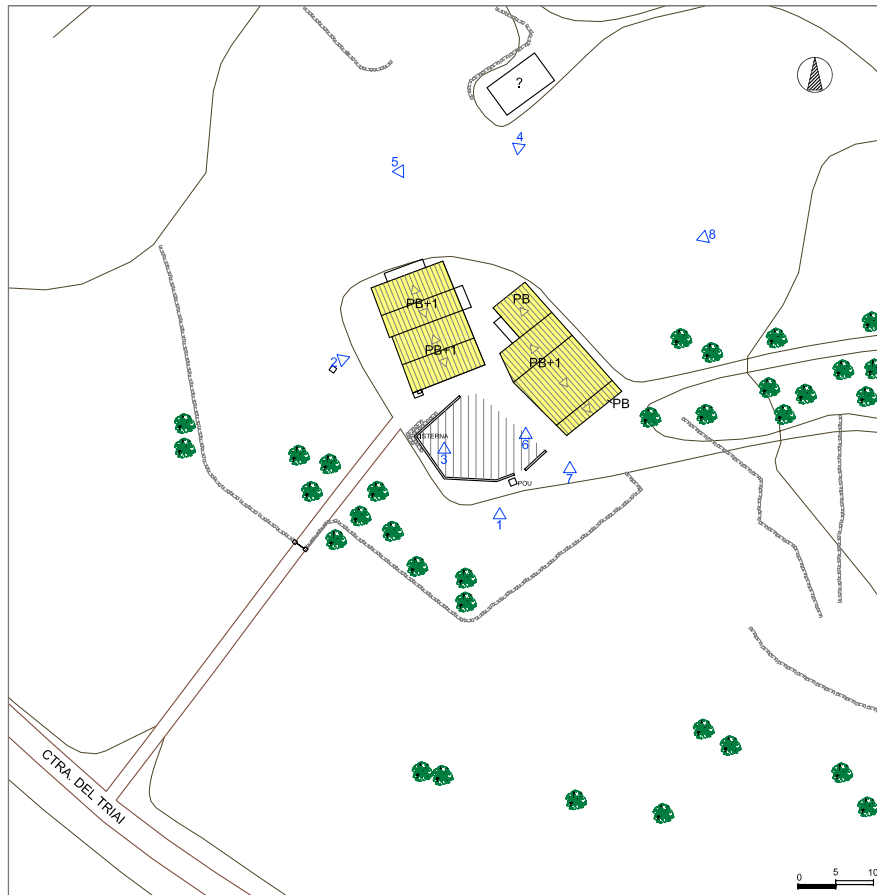 ?
4
5
8
PB+1
PB
PB+1
PB+1
2
PB
CISTERNA
6
3
7
POU
1
CTRA. DEL TRIAI
0 5 10